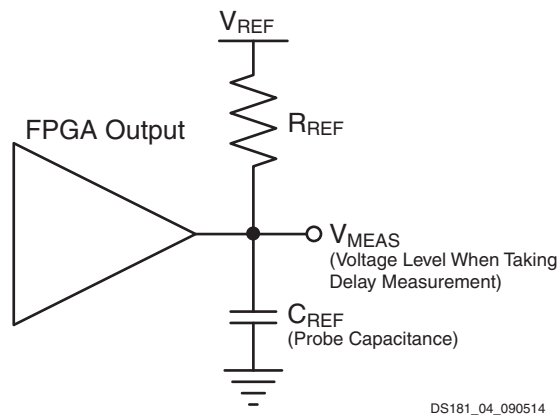 VREF
FPGA Output
RREF
VMEAS
(Voltage Level When Taking
Delay Measurement)
CREF
(Probe Capacitance)
DS181_04_090514